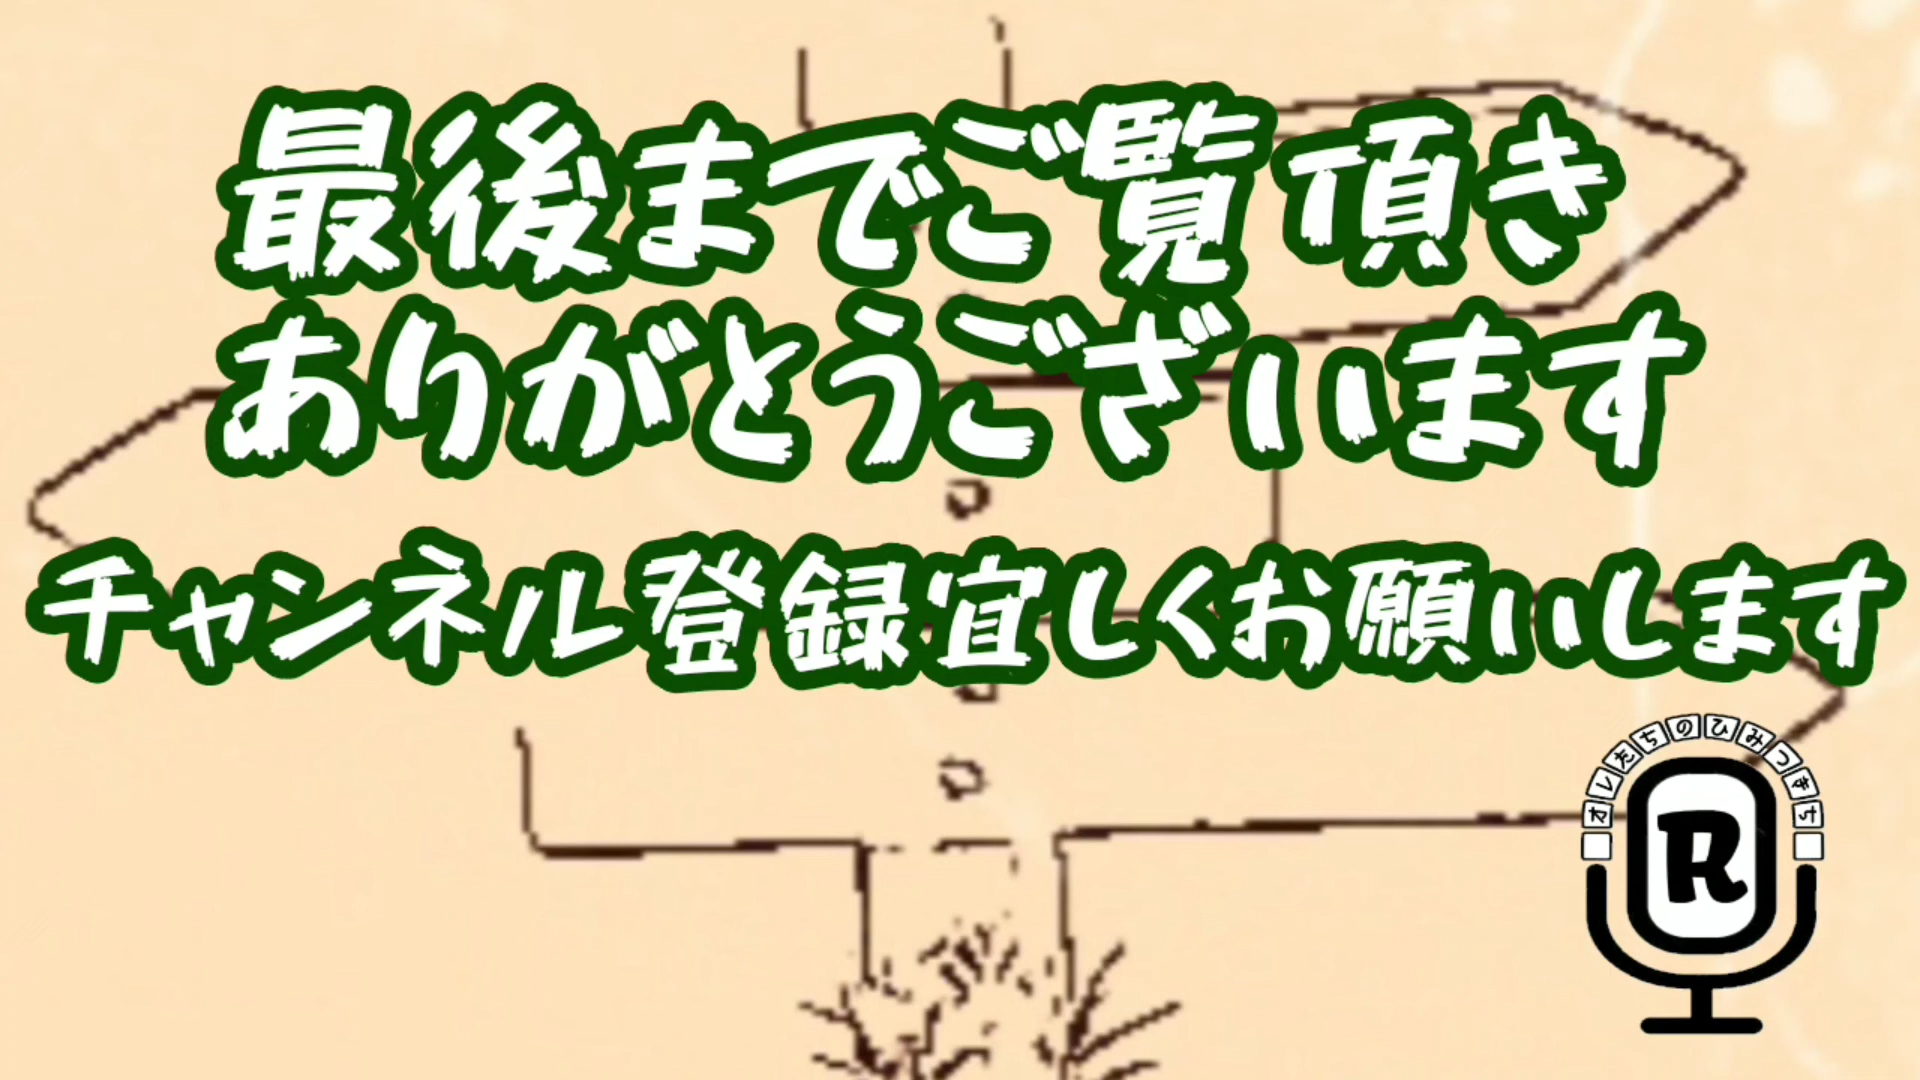 最後までご覧頂き
ありがとうございます
チャンネル登録宜しくお願いします
オレたちのひみつきち
R